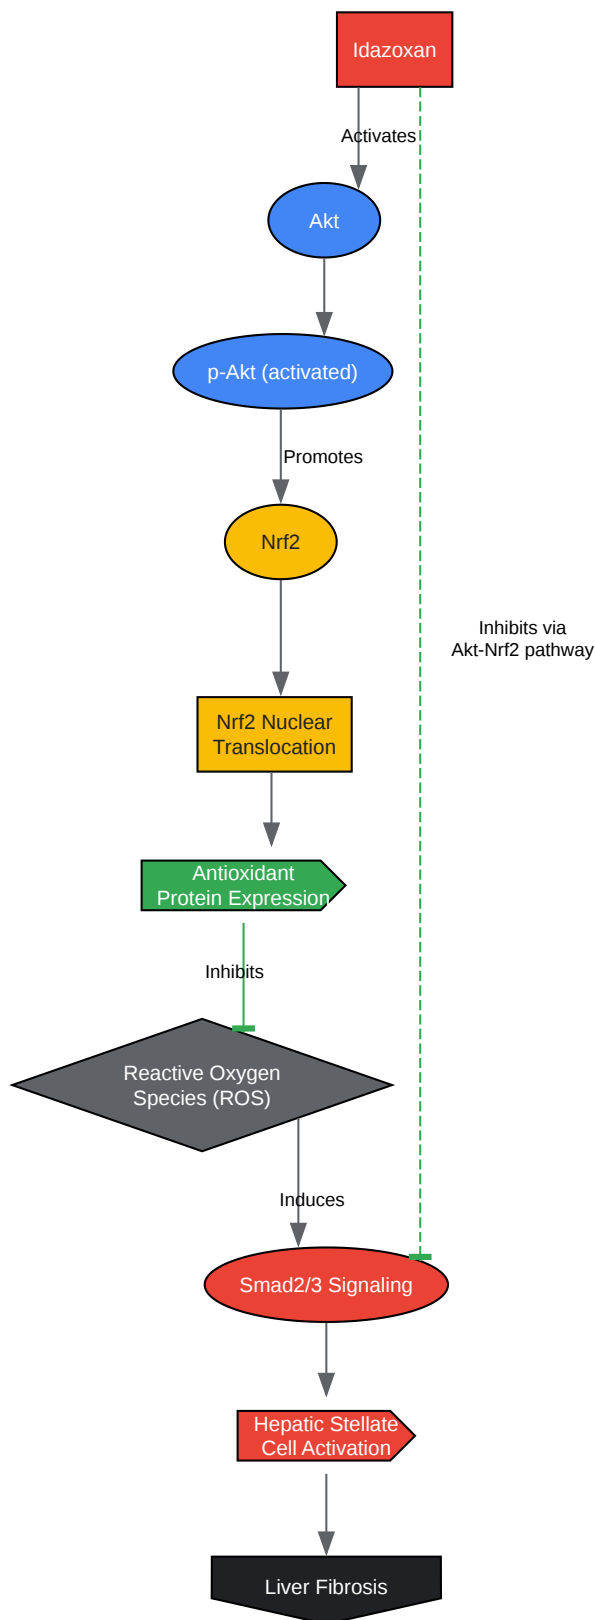 Idazoxan
Activates
Akt
p-Akt (activated)
Promotes
Nrf2
Inhibits via
Akt-Nrf2 pathway
Nrf2 Nuclear
Translocation
Antioxidant
Protein Expression
Inhibits
Reactive Oxygen
Species (ROS)
Induces
Smad2/3 Signaling
Hepatic Stellate
Cell Activation
Liver Fibrosis